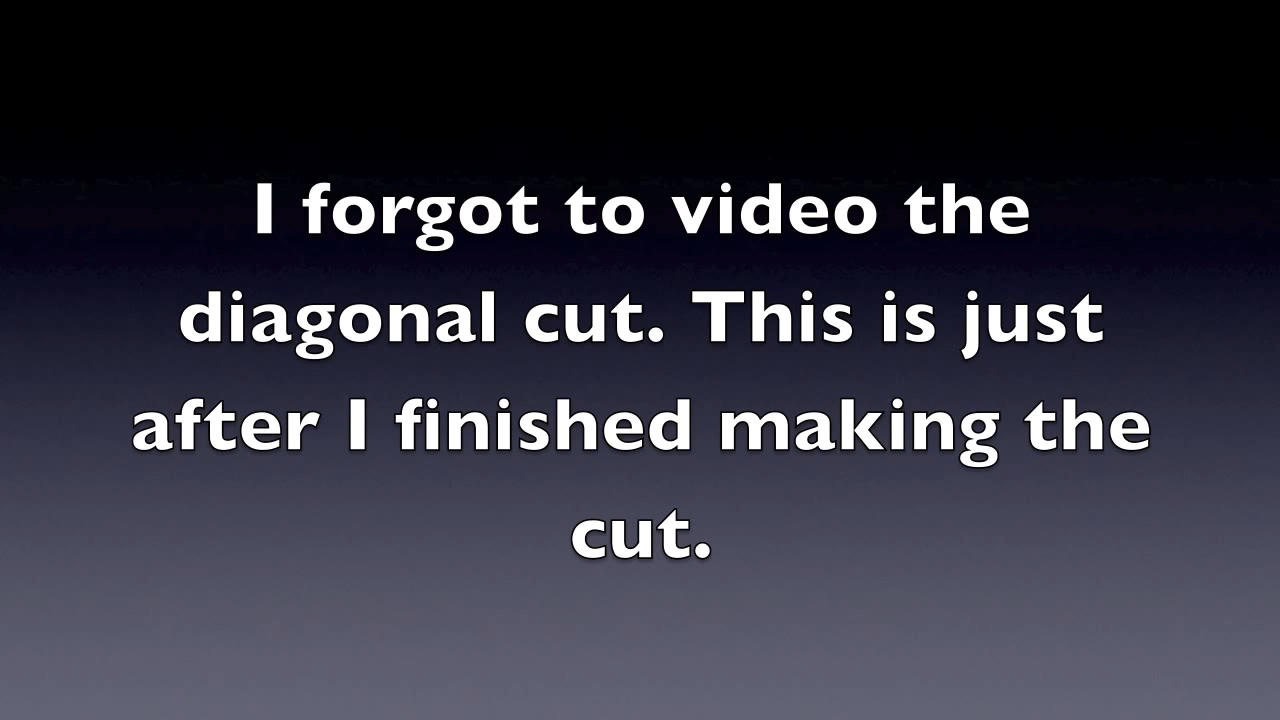 I forgot to video the
diagonal cut. This is just
after I finished making the
cut.